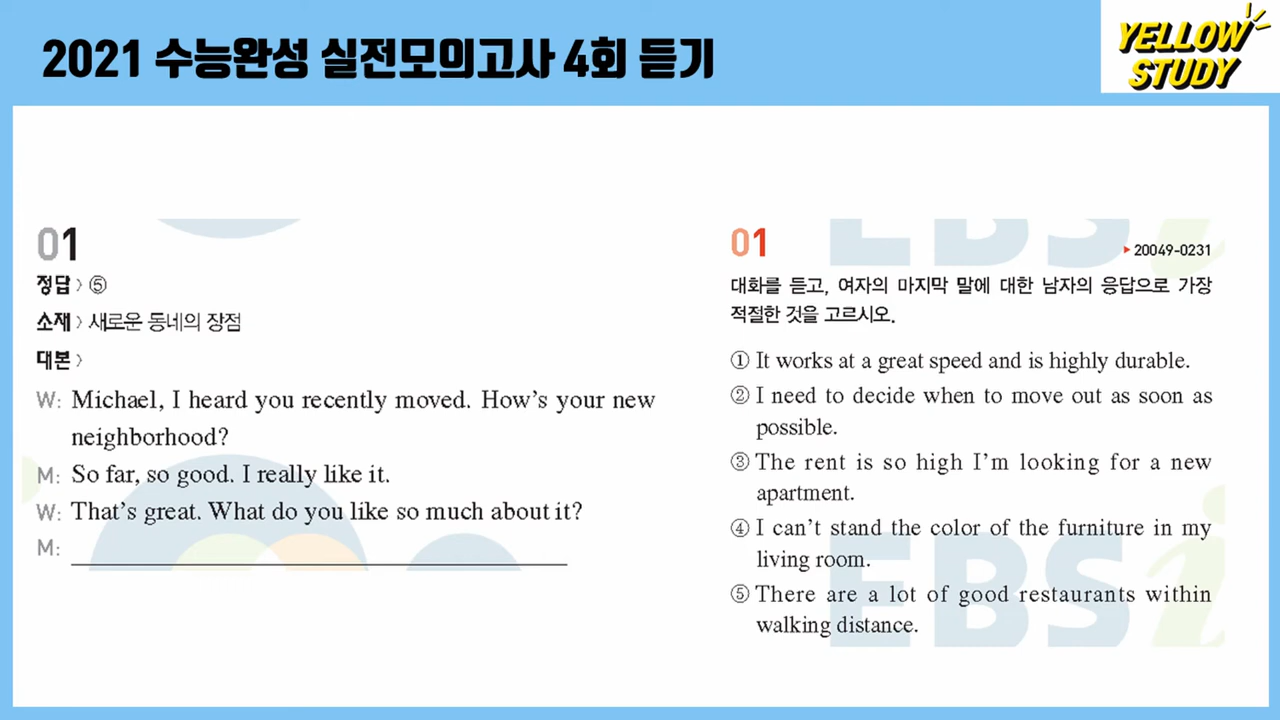 2021 수능완성 실전모의고사 4회 듣기
YELLOW
STUDY
01
정답 > ⑤
소재 > 새로운 동네의 장점
대본 >
W: Michael, I heard you recently moved. How's your new
neighborhood?
M: So far, so good. I really like it.
W: That's great. What do you like so much about it?
M:
01
▶ 20049-0231
대화를 듣고, 여자의 마지막 말에 대한 남자의 응답으로 가장
적절한 것을 고르시오.
① It works at a great speed and is highly durable.
② I need to decide when to move out as soon as
possible.
③ The rent is so high I'm looking for a new
apartment.
④ I can't stand the color of the furniture in my
living room.
⑤ There are a lot of good restaurants within
walking distance.
EBSi
EBSi